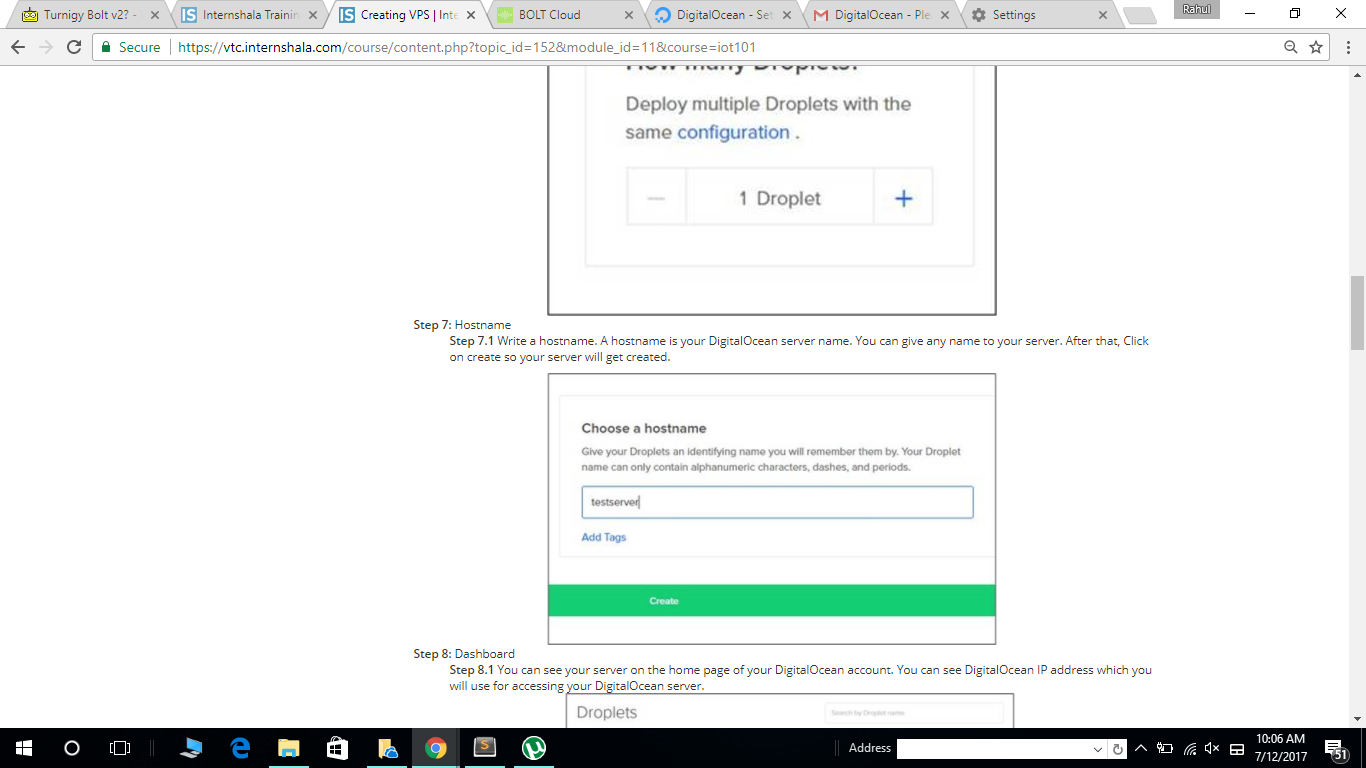 Turnigy Bolt v2? -
Internshala Trainin
Creating VPS | Inte
BOLT Cloud
DigitalOcean - Set
DigitalOcean - Ple
Settings
Rahul
Secure
https://vtc.internshala.com/course/content.php?topic_id=152&module_id=11&course=iot101
How many Droplets?
Deploy multiple Droplets with the
same configuration .
1 Droplet
Step 7: Hostname
Step 7.1 Write a hostname. A hostname is your DigitalOcean server name. You can give any name to your server. After that, Click
on create so your server will get created.
Choose a hostname
Give your Droplets an identifying name you will remember them by. Your Droplet
name can only contain alphanumeric characters, dashes, and periods.
testserver
Add Tags
Create
Step 8: Dashboard
Step 8.1 You can see your server on the home page of your DigitalOcean account. You can see DigitalOcean IP address which you
will use for accessing your DigitalOcean server.
Droplets
Search by Droplet name
Address
10:06 AM
7/12/2017
51